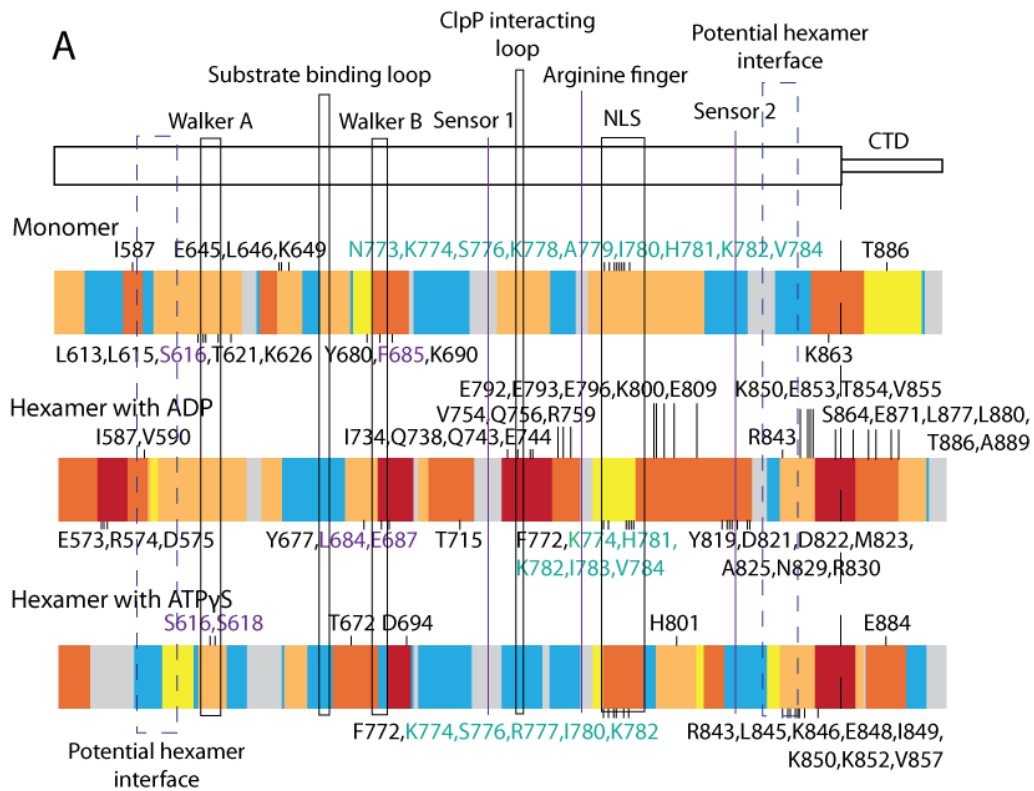 A
ClpP interacting
loop
Potential hexamer
interface
Substrate binding loop
Arginine finger
Walker A
Walker B
Sensor 1
NLS
Sensor 2
CTD
Monomer
I587
E645,L646,K649
N773,K774,S776,K778,A779,I780,H781,K782,V784
T886
L613,L615,S616,T621,K626
Y680,F685,K690
K863
E792,E793,E796,K800,E809
K850,E853,T854,V855
Hexamer with ADP
V754,Q756,R759
S864,E871,L877,L880,
I587,V590
I734,Q738,Q743,E744
R843
T886,A889
E573,R574,D575
Y677,L684,E687
T715
F772,K774,H781,
Y819,D821,D822,M823,
K782,I783,V784
A825,N829,R830
Hexamer with ATPγS
S616,S618
T672
D694
H801
E884
F772,K774,S776,R777,I780,K782
R843,L845,K846,E848,I849,
Potential hexamer
K850,K852,V857
interface